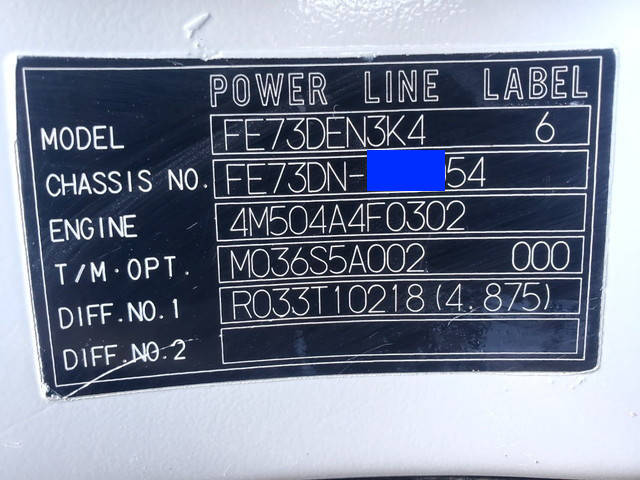 POWER LINE LABEL
MODEL FE73DEN3K4 6
CHASSIS NO. FE73DN- 54
ENGINE 4M504A4F0302
T/M·OPT. M036S5A002 000
DIFF.NO.1 R033T10218(4.875)
DIFF.NO.2